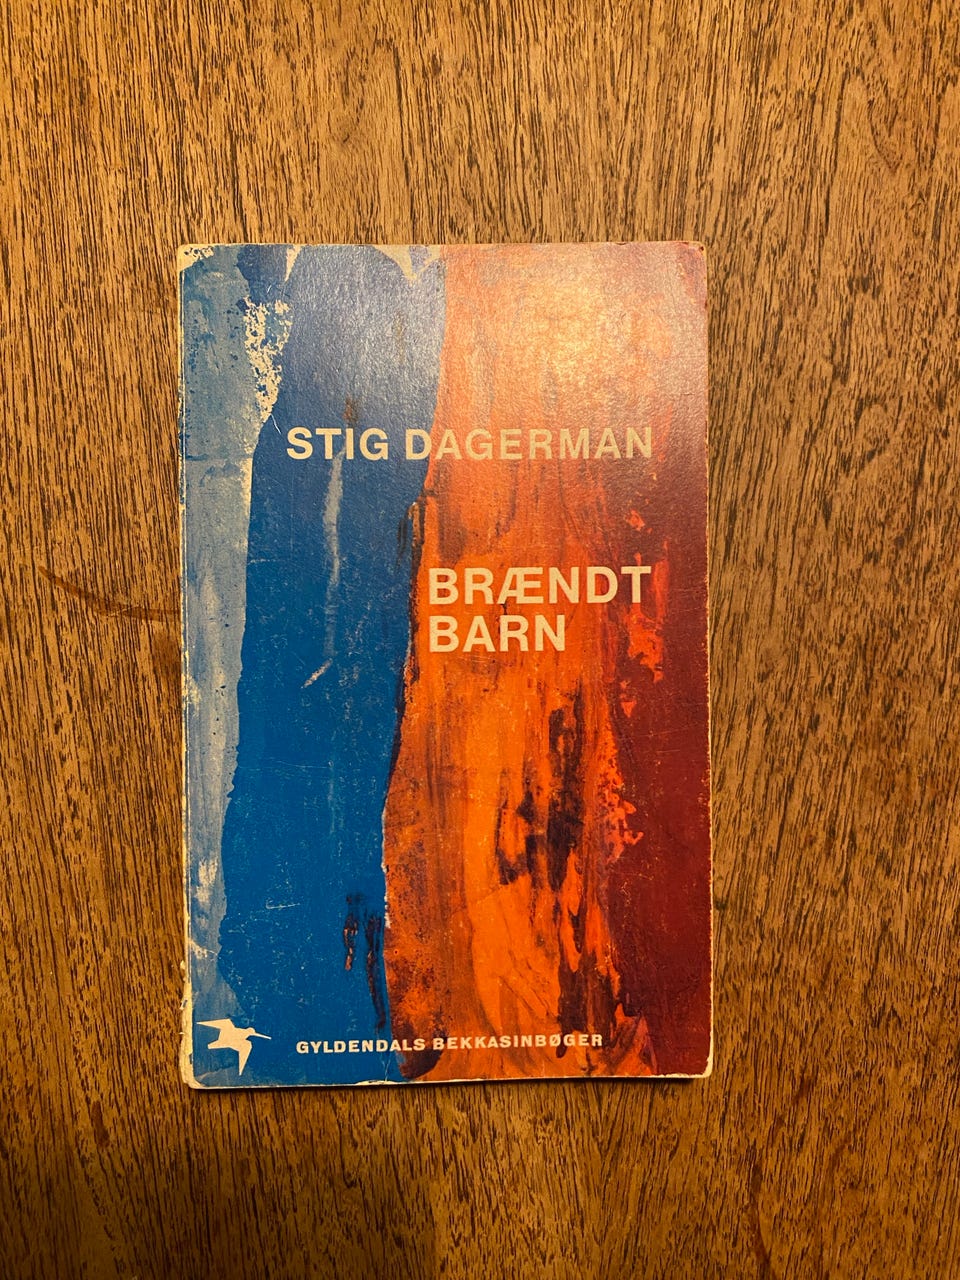 STIG DAGERMAN
BRÆNDT
BARN
GYLDENDALS BEKKASINBØGER